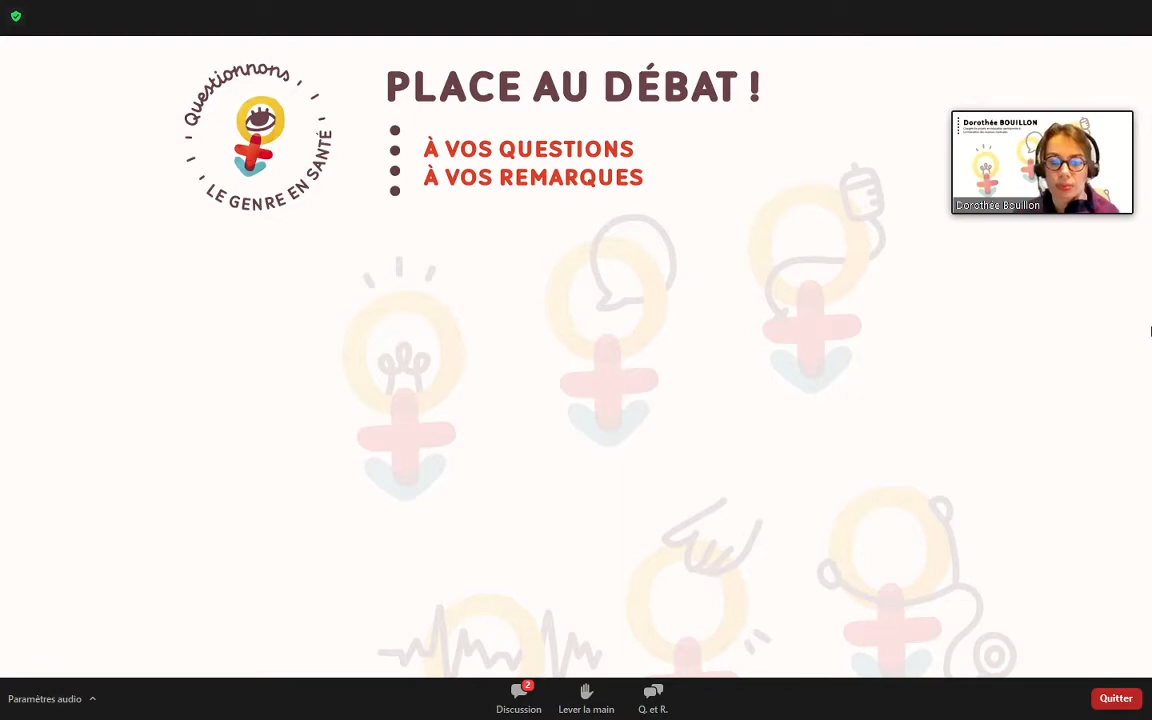 Questionnons
LE GENRE EN SANTÉ
PLACE AU DÉBAT !
À VOS QUESTIONS
À VOS REMARQUES
Dorothée BOUILLON
Dorothée Bouillon
Paramètres audio
2
Discussion
Lever la main
Q. et R.
Quitter